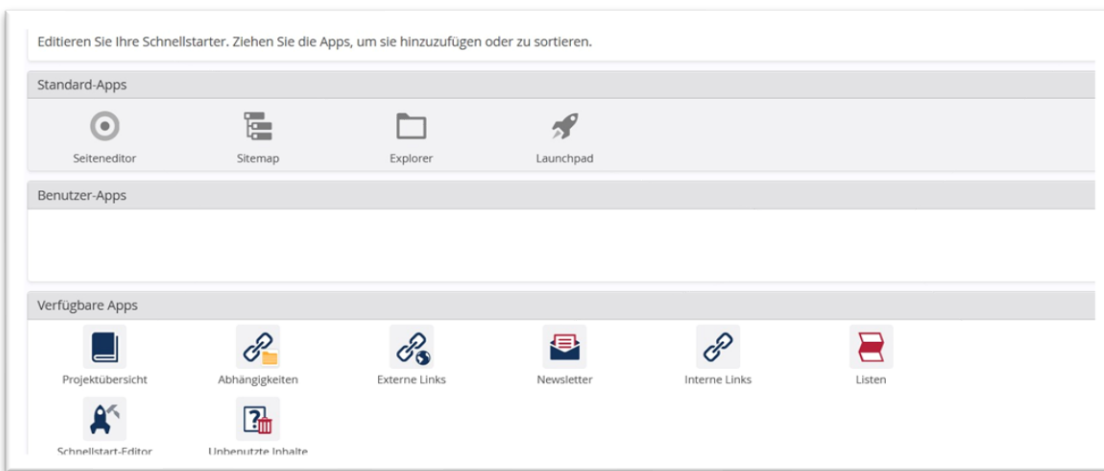 Editieren Sie Ihre Schnellstarter. Ziehen Sie die Apps, um sie hinzuzufügen oder zu sortieren.
Standard-Apps
Seiteneditor Sitemap Explorer Launchpad
Benutzer-Apps
Verfügbare Apps
Projektübersicht Abhängigkeiten Externe Links Newsletter Interne Links Listen
Schnellstart-Editor Unbenutzte Inhalte